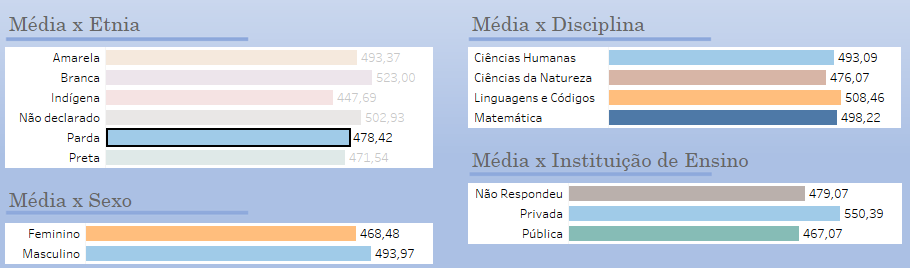 Média x Etnia
Amarela 493,37
Branca 523,00
Indígena 447,69
Não declarado 502,93
Parda 478,42
Preta 471,54
Média x Sexo
Feminino 468,48
Masculino 493,97
Média x Disciplina
Ciências Humanas 493,09
Ciências da Natureza 476,07
Linguagens e Códigos 508,46
Matemática 498,22
Média x Instituição de Ensino
Não Respondeu 479,07
Privada 550,39
Pública 467,07